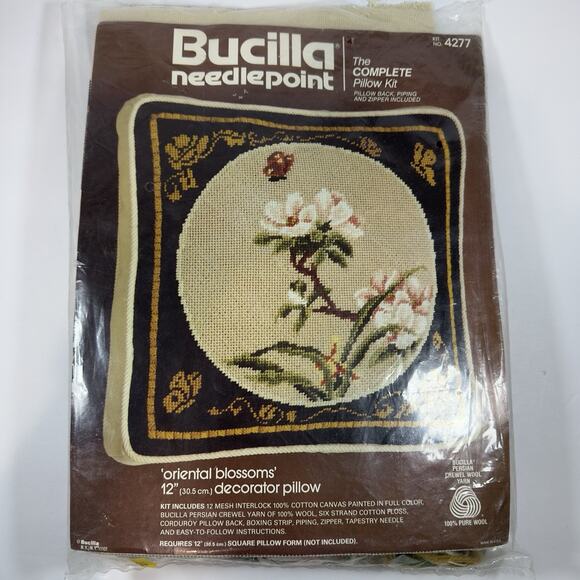 Bucilla®
needlepoint
The
COMPLETE
Pillow Kit
PILLOW BACK, PIPING
AND ZIPPER INCLUDED
KIT
NO. 4277
'oriental blossoms'
12" (30.5 cm.) decorator pillow
KIT INCLUDES 12 MESH INTERLOCK 100% COTTON CANVAS PAINTED IN FULL COLOR,
BUCILLA PERSIAN CREWEL YARN OF 100% WOOL, SIX STRAND COTTON FLOSS,
CORDUROY PILLOW BACK, BOXING STRIP, PIPING, ZIPPER, TAPESTRY NEEDLE
AND EASY-TO-FOLLOW INSTRUCTIONS.
REQUIRES 12" (30.5 cm.) SQUARE PILLOW FORM (NOT INCLUDED).
BUCILLA®
PERSIAN
CREWEL WOOL
YARN
100% PURE WOOL
Bucilla